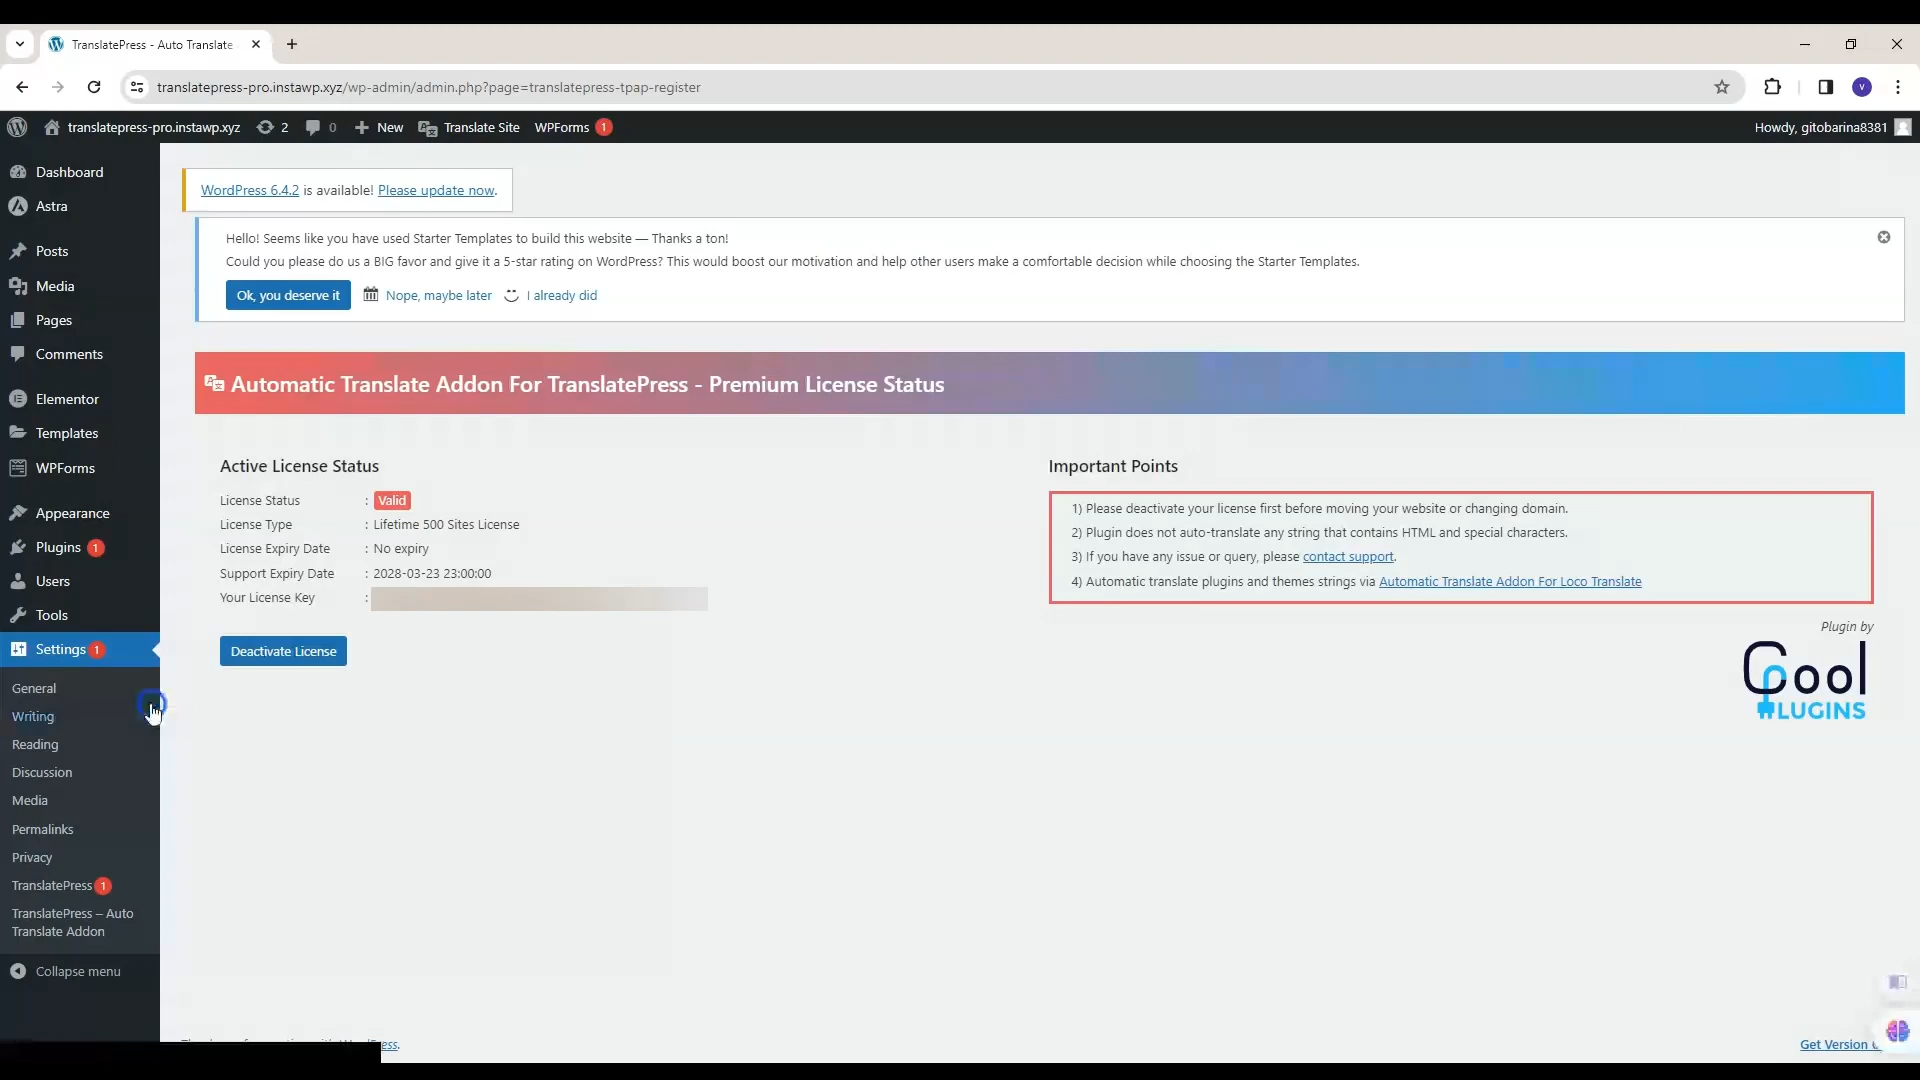 TranslatePress - Auto Translate
translatepress-pro.instawp.xyz/wp-admin/admin.php?page=translatepress-tpap-register
V
translatepress-pro.instawp.xyz 2 0 New Translate Site WPForms 1
Howdy, gitobarina8381
Dashboard
Astra
Posts
Media
Pages
Comments
Elementor
Templates
WPForms
Appearance
Plugins 1
Users
Tools
Settings 1
General
Writing
Reading
Discussion
Media
Permalinks
Privacy
TranslatePress 1
TranslatePress – Auto
Translate Addon
Collapse menu
WordPress 6.4.2 is available! Please update now.
Hello! Seems like you have used Starter Templates to build this website — Thanks a ton!
Could you please do us a BIG favor and give it a 5-star rating on WordPress? This would boost our motivation and help other users make a comfortable decision while choosing the Starter Templates.
Ok, you deserve it Nope, maybe later I already did
Automatic Translate Addon For TranslatePress - Premium License Status
Active License Status
License Status : Valid
License Type : Lifetime 500 Sites License
License Expiry Date : No expiry
Support Expiry Date : 2028-03-23 23:00:00
Your License Key :
Deactivate License
Important Points
1) Please deactivate your license first before moving your website or changing domain.
2) Plugin does not auto-translate any string that contains HTML and special characters.
3) If you have any issue or query, please contact support.
4) Automatic translate plugins and themes strings via Automatic Translate Addon For Loco Translate
Plugin by
Cool
PLUGINS
Get Version